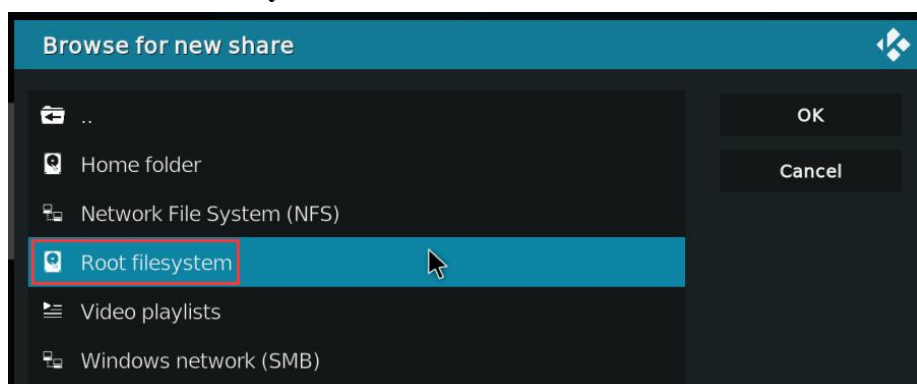 Browse for new share
..
OK
Home folder
Cancel
Network File System (NFS)
Root filesystem
Video playlists
Windows network (SMB)